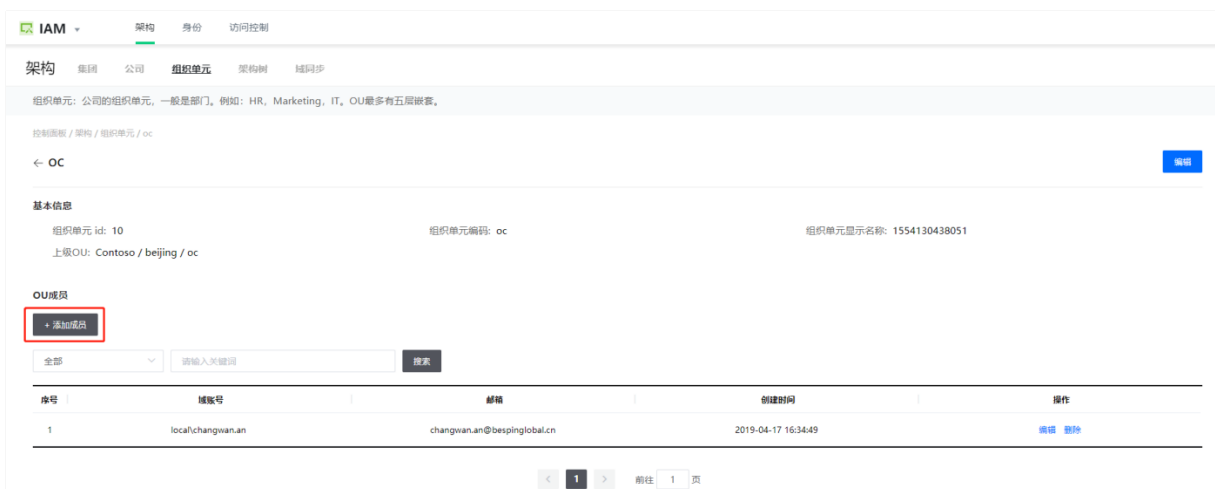 IAM 架构 身份 访问控制
架构 集团 公司 组织单元 架构树 域同步
组织单元：公司的组织单元，一般是部门。例如：HR，Marketing，IT。OU最多有五层嵌套。
控制面板 / 架构 / 组织单元 / oc
← OC 编辑
基本信息
组织单元 id: 10 组织单元编码: oc 组织单元显示名称: 1554130438051
上级OU: Contoso / beijing / oc
OU成员
+ 添加成员
全部 请输入关键词 搜索
序号 域账号 邮箱 创建时间 操作
1 local\changwan.an changwan.an@bespinglobal.cn 2019-04-17 16:34:49 编辑 删除
< 1 > 前往 1 页